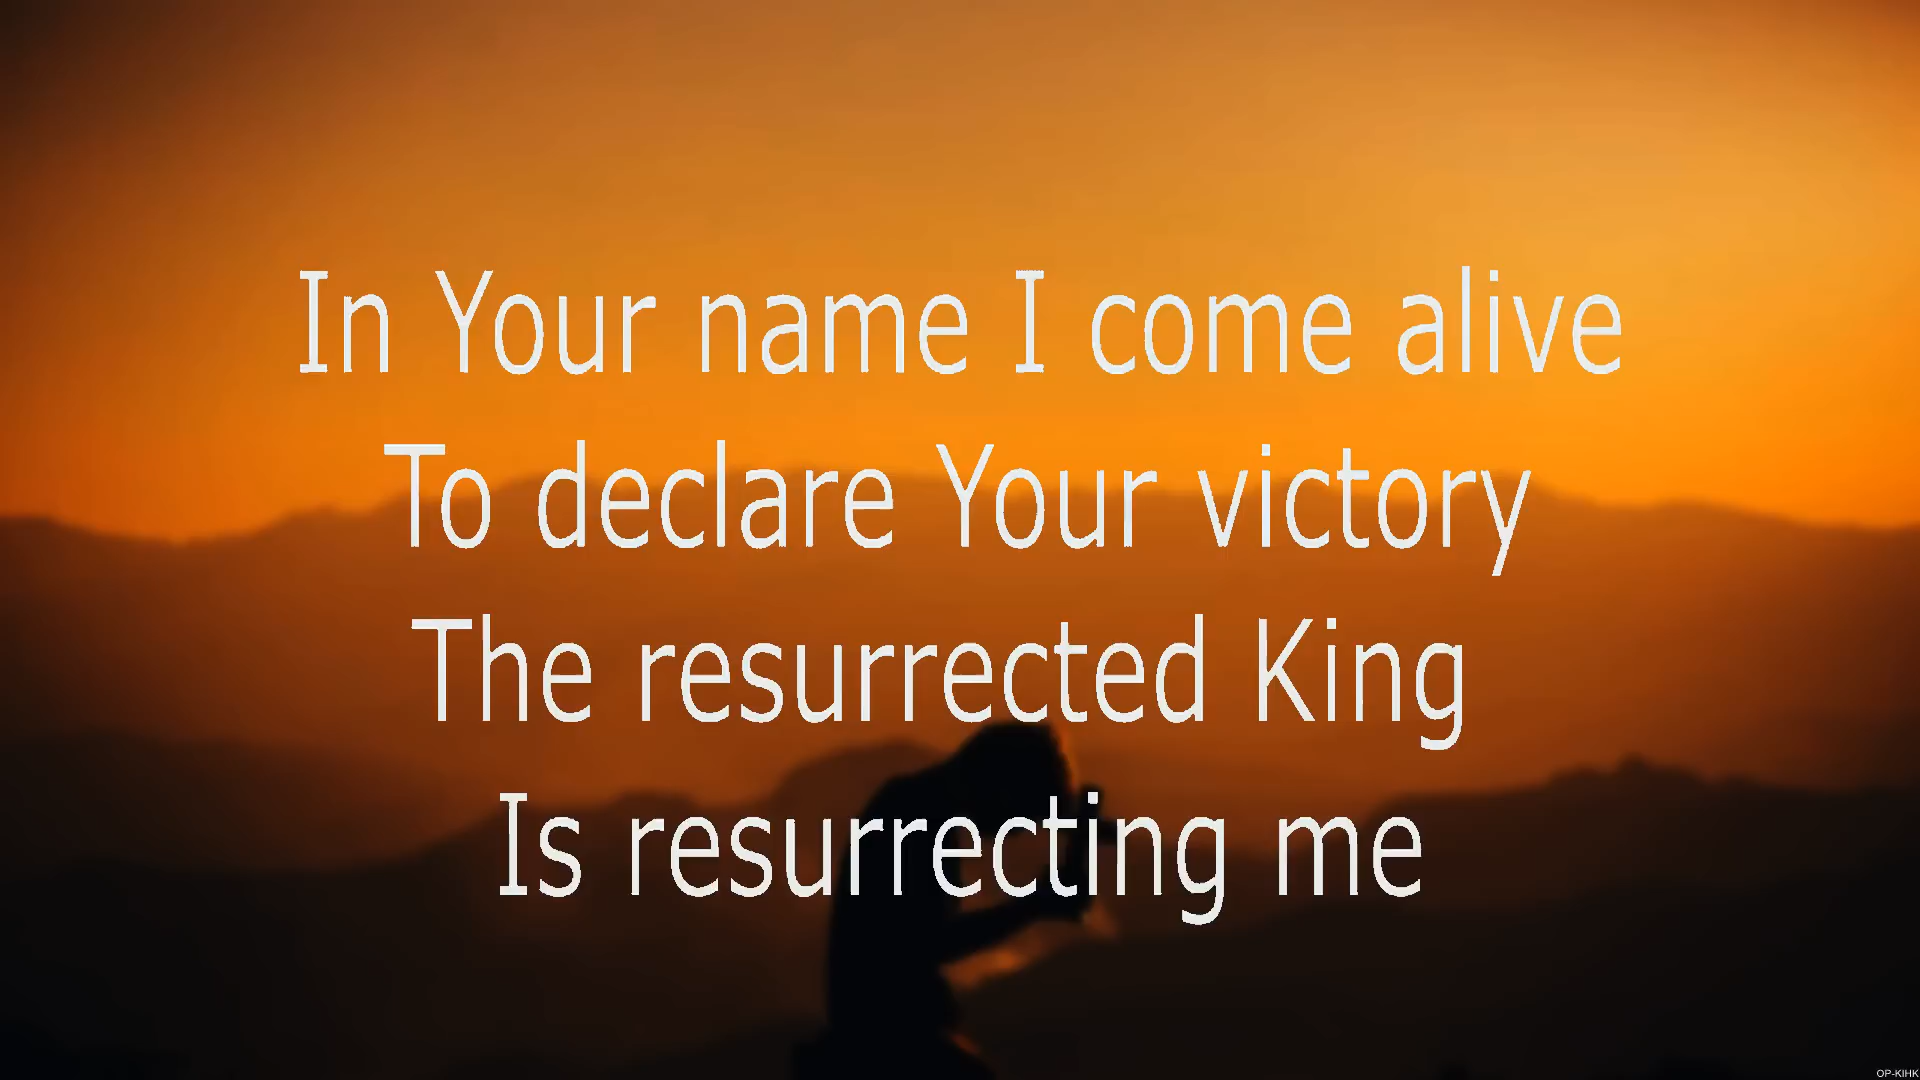 In Your name I come alive
To declare Your victory
The resurrected King
Is resurrecting me
OP-KIHK